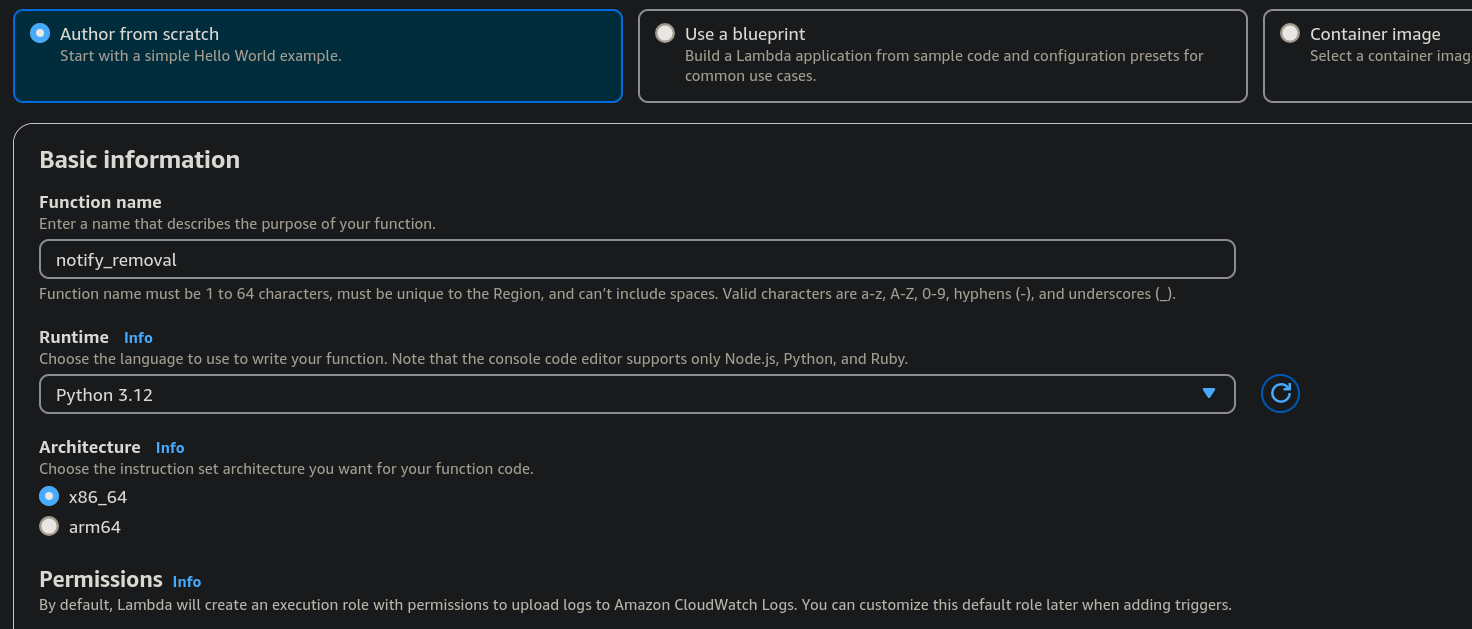 Author from scratch
Start with a simple Hello World example.
Use a blueprint
Build a Lambda application from sample code and configuration presets for
common use cases.
Container image
Select a container imag
Basic information
Function name
Enter a name that describes the purpose of your function.
notify_removal
Function name must be 1 to 64 characters, must be unique to the Region, and can’t include spaces. Valid characters are a-z, A-Z, 0-9, hyphens (-), and underscores (_).
Runtime Info
Choose the language to use to write your function. Note that the console code editor supports only Node.js, Python, and Ruby.
Python 3.12
Architecture Info
Choose the instruction set architecture you want for your function code.
x86_64
arm64
Permissions Info
By default, Lambda will create an execution role with permissions to upload logs to Amazon CloudWatch Logs. You can customize this default role later when adding triggers.